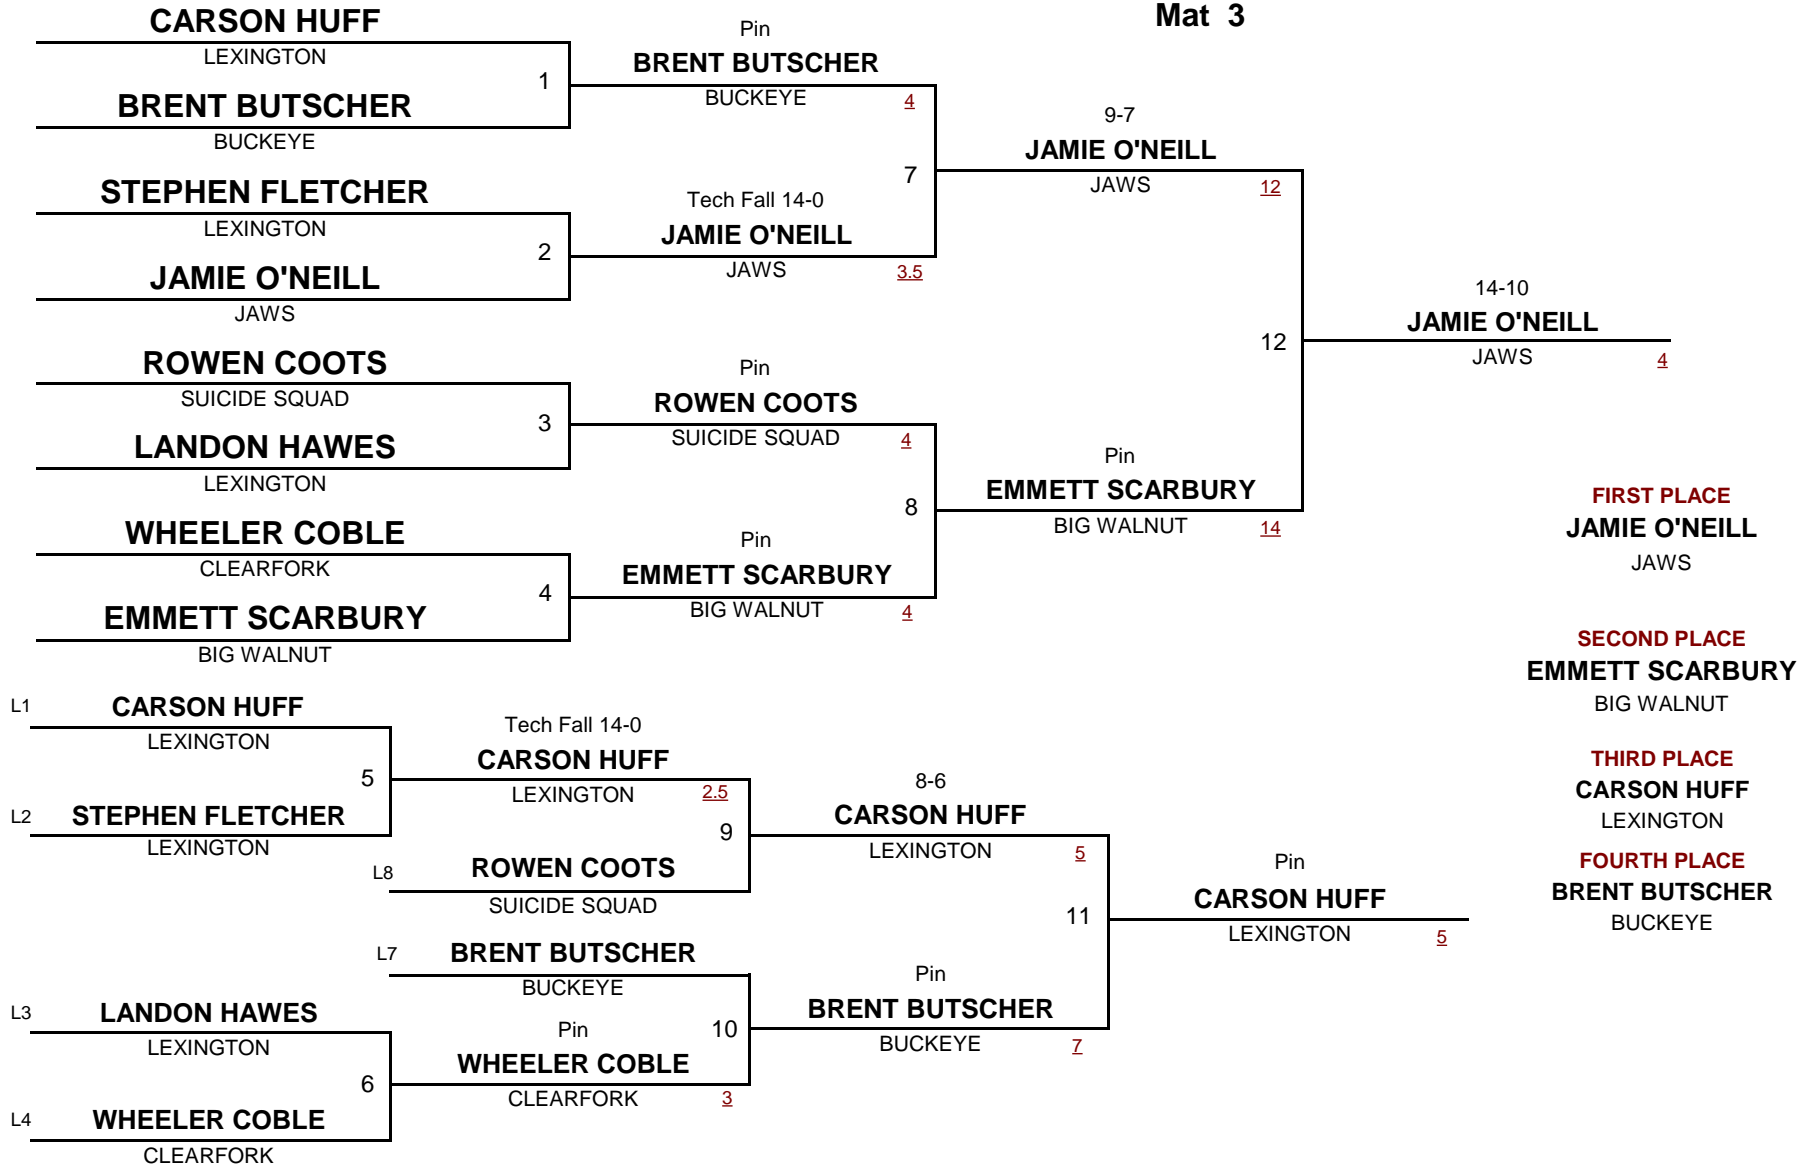 Mat 3
CARSON HUFF
LEXINGTON
1
BRENT BUTSCHER
BUCKEYE
STEPHEN FLETCHER
LEXINGTON
2
JAMIE O'NEILL
JAWS
ROWEN COOTS
SUICIDE SQUAD
3
LANDON HAWES
LEXINGTON
WHEELER COBLE
CLEARFORK
4
EMMETT SCARBURY
BIG WALNUT
Pin
BRENT BUTSCHER
BUCKEYE 4
7
Tech Fall 14-0
JAMIE O'NEILL
JAWS 3.5
Pin
ROWEN COOTS
SUICIDE SQUAD 4
8
Pin
EMMETT SCARBURY
BIG WALNUT 4
9-7
JAMIE O'NEILL
JAWS 12
12
Pin
EMMETT SCARBURY
BIG WALNUT 14
14-10
JAMIE O'NEILL
JAWS 4
L1 CARSON HUFF
LEXINGTON
5
L2 STEPHEN FLETCHER
LEXINGTON
L3 LANDON HAWES
LEXINGTON
6
L4 WHEELER COBLE
CLEARFORK
Tech Fall 14-0
CARSON HUFF
LEXINGTON 2.5
9
L8 ROWEN COOTS
SUICIDE SQUAD
L7 BRENT BUTSCHER
BUCKEYE
10
Pin
WHEELER COBLE
CLEARFORK 3
8-6
CARSON HUFF
LEXINGTON 5
11
Pin
BRENT BUTSCHER
BUCKEYE 7
Pin
CARSON HUFF
LEXINGTON 5
FIRST PLACE
JAMIE O'NEILL
JAWS
SECOND PLACE
EMMETT SCARBURY
BIG WALNUT
THIRD PLACE
CARSON HUFF
LEXINGTON
FOURTH PLACE
BRENT BUTSCHER
BUCKEYE